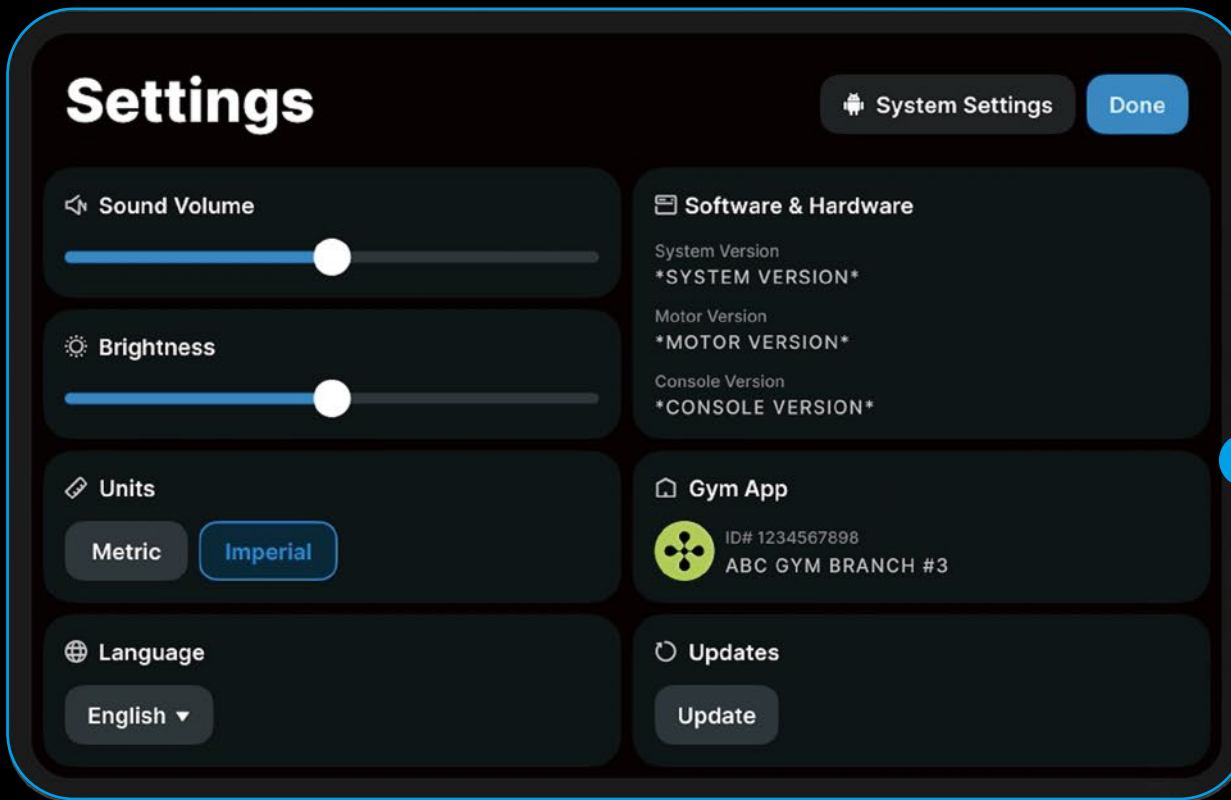 Settings
System Settings
Done
Sound Volume
Brightness
Units
Metric
Imperial
Language
English
Software & Hardware
System Version
*SYSTEM VERSION*
Motor Version
*MOTOR VERSION*
Console Version
*CONSOLE VERSION*
Gym App
ID# 1234567898
ABC GYM BRANCH #3
Updates
Update